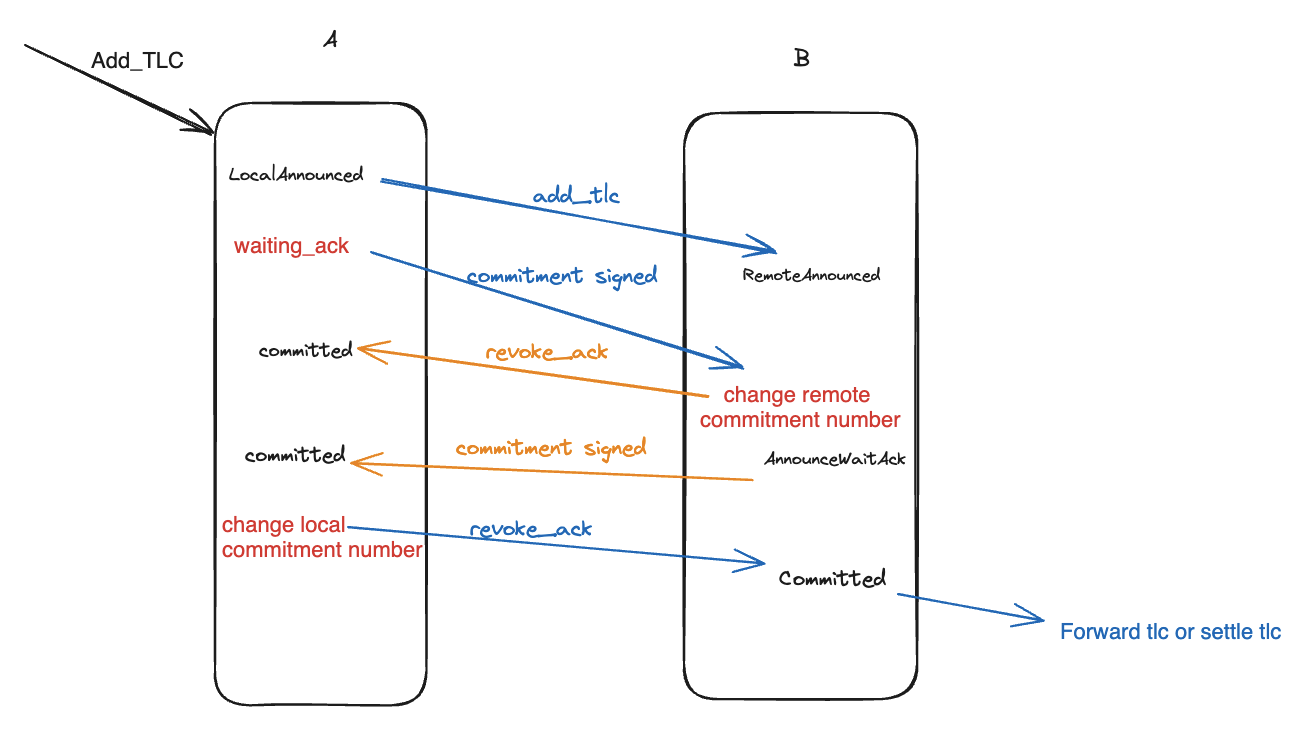 A
B
Add_TLC
LocalAnnounced
add_tlc
waiting_ack
commitment signed
RemoteAnnounced
committed
revoke_ack
change remote
commitment number
committed
commitment signed
AnnounceWaitAck
change local
commitment number
revoke_ack
Committed
Forward tlc or settle tlc